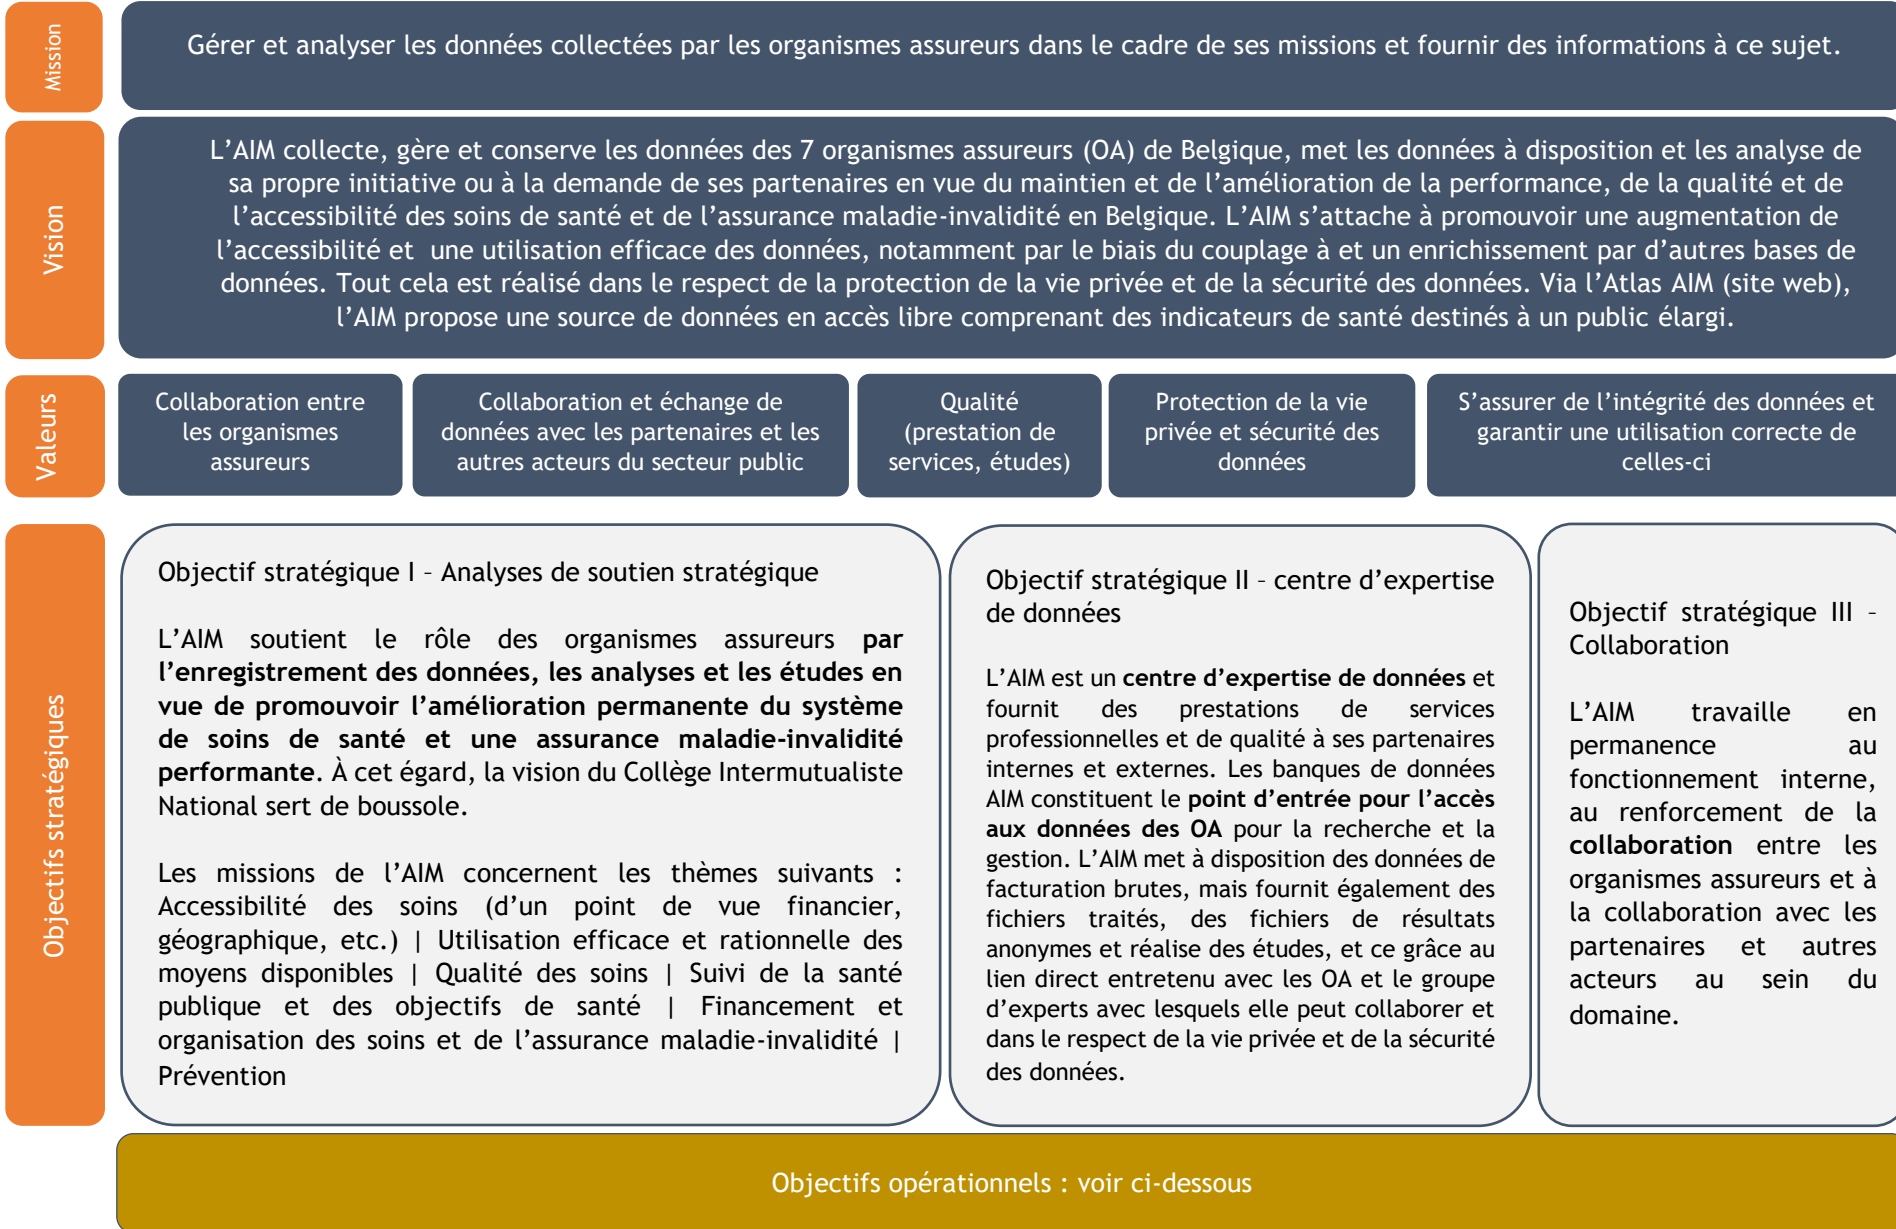 Mission
Gérer et analyser les données collectées par les organismes assureurs dans le cadre de ses missions et fournir des informations à ce sujet.
Vision
L’AIM collecte, gère et conserve les données des 7 organismes assureurs (OA) de Belgique, met les données à disposition et les analyse de
sa propre initiative ou à la demande de ses partenaires en vue du maintien et de l’amélioration de la performance, de la qualité et de
l’accessibilité des soins de santé et de l’assurance maladie-invalidité en Belgique. L’AIM s’attache à promouvoir une augmentation de
l’accessibilité et une utilisation efficace des données, notamment par le biais du couplage à et un enrichissement par d’autres bases de
données. Tout cela est réalisé dans le respect de la protection de la vie privée et de la sécurité des données. Via l’Atlas AIM (site web),
l’AIM propose une source de données en accès libre comprenant des indicateurs de santé destinés à un public élargi.
Valeurs
Collaboration entre
les organismes
assureurs
Collaboration et échange de
données avec les partenaires et les
autres acteurs du secteur public
Qualité
(prestation de
services, études)
Protection de la vie
privée et sécurité des
données
S’assurer de l’intégrité des données et
garantir une utilisation correcte de
celles-ci
Objectifs stratégiques
Objectif stratégique I – Analyses de soutien stratégique
L’AIM soutient le rôle des organismes assureurs par
l’enregistrement des données, les analyses et les études en
vue de promouvoir l’amélioration permanente du système
de soins de santé et une assurance maladie-invalidité
performante. À cet égard, la vision du Collège Intermutualiste
National sert de boussole.
Les missions de l’AIM concernent les thèmes suivants :
Accessibilité des soins (d’un point de vue financier,
géographique, etc.) | Utilisation efficace et rationnelle des
moyens disponibles | Qualité des soins | Suivi de la santé
publique et des objectifs de santé | Financement et
organisation des soins et de l’assurance maladie-invalidité |
Prévention
Objectif stratégique II – centre d’expertise
de données
L’AIM est un centre d’expertise de données et
fournit des prestations de services
professionnelles et de qualité à ses partenaires
internes et externes. Les banques de données
AIM constituent le point d’entrée pour l’accès
aux données des OA pour la recherche et la
gestion. L’AIM met à disposition des données de
facturation brutes, mais fournit également des
fichiers traités, des fichiers de résultats
anonymes et réalise des études, et ce grâce au
lien direct entretenu avec les OA et le groupe
d’experts avec lesquels elle peut collaborer et
dans le respect de la vie privée et de la sécurité
des données.
Objectif stratégique III –
Collaboration
L’AIM travaille en
permanence au
fonctionnement interne,
au renforcement de la
collaboration entre les
organismes assureurs et à
la collaboration avec les
partenaires et autres
acteurs au sein du
domaine.
Objectifs opérationnels : voir ci-dessous